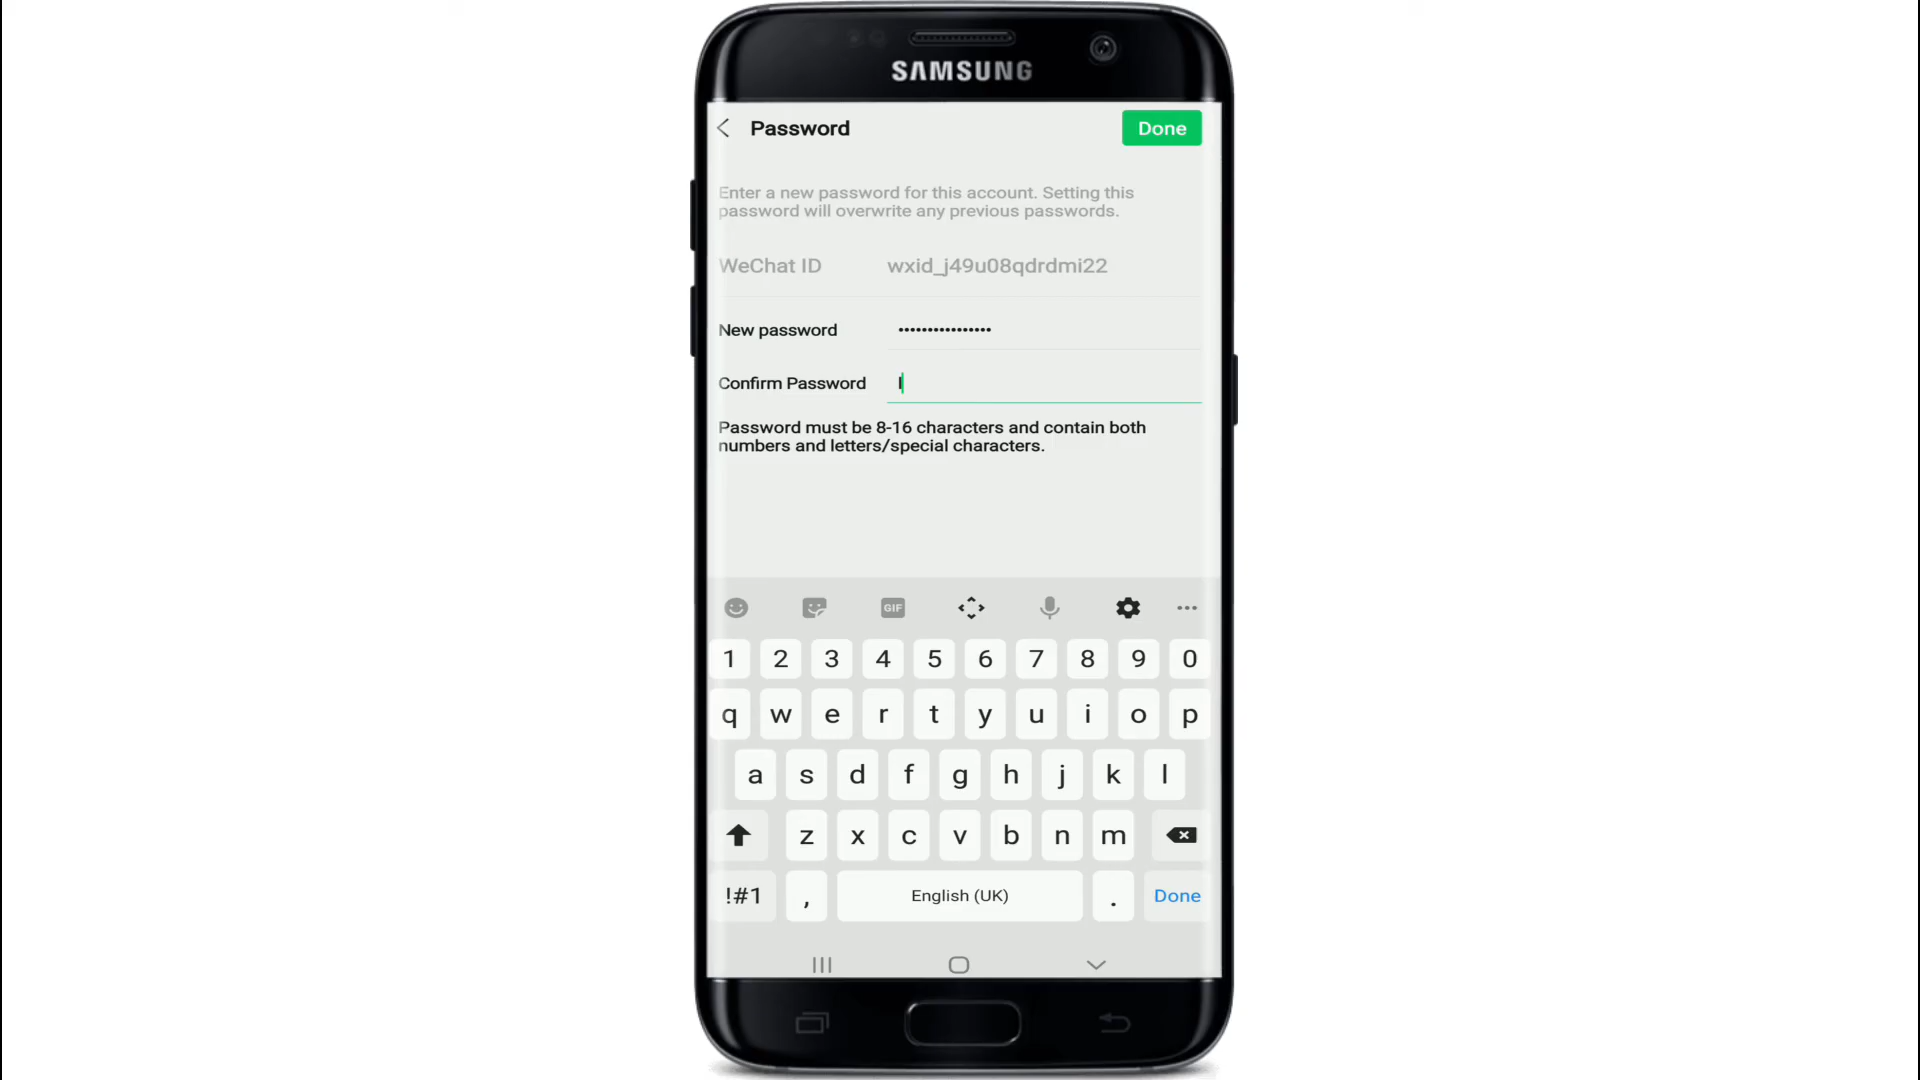 SAMSUNG
Password
Done
Enter a new password for this account. Setting this
password will overwrite any previous passwords.
WeChat ID wxid_j49u08qdrdmi22
New password ••••••••••••••••
Confirm Password l
Password must be 8-16 characters and contain both
numbers and letters/special characters.
GIF
1 2 3 4 5 6 7 8 9 0
q w e r t y u i o p
a s d f g h j k l
z x c v b n m
!#1 , English (UK) . Done